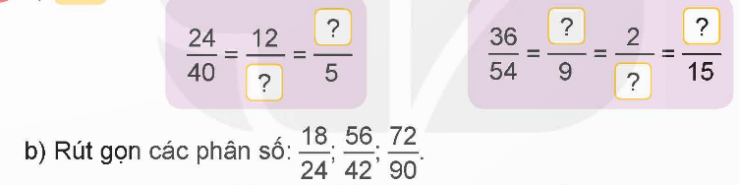 24/40 = 12/? = ?/5
36/54 = ?/9 = 2/? = ?/15
b) Rút gọn các phân số: 18/24; 56/42; 72/90.